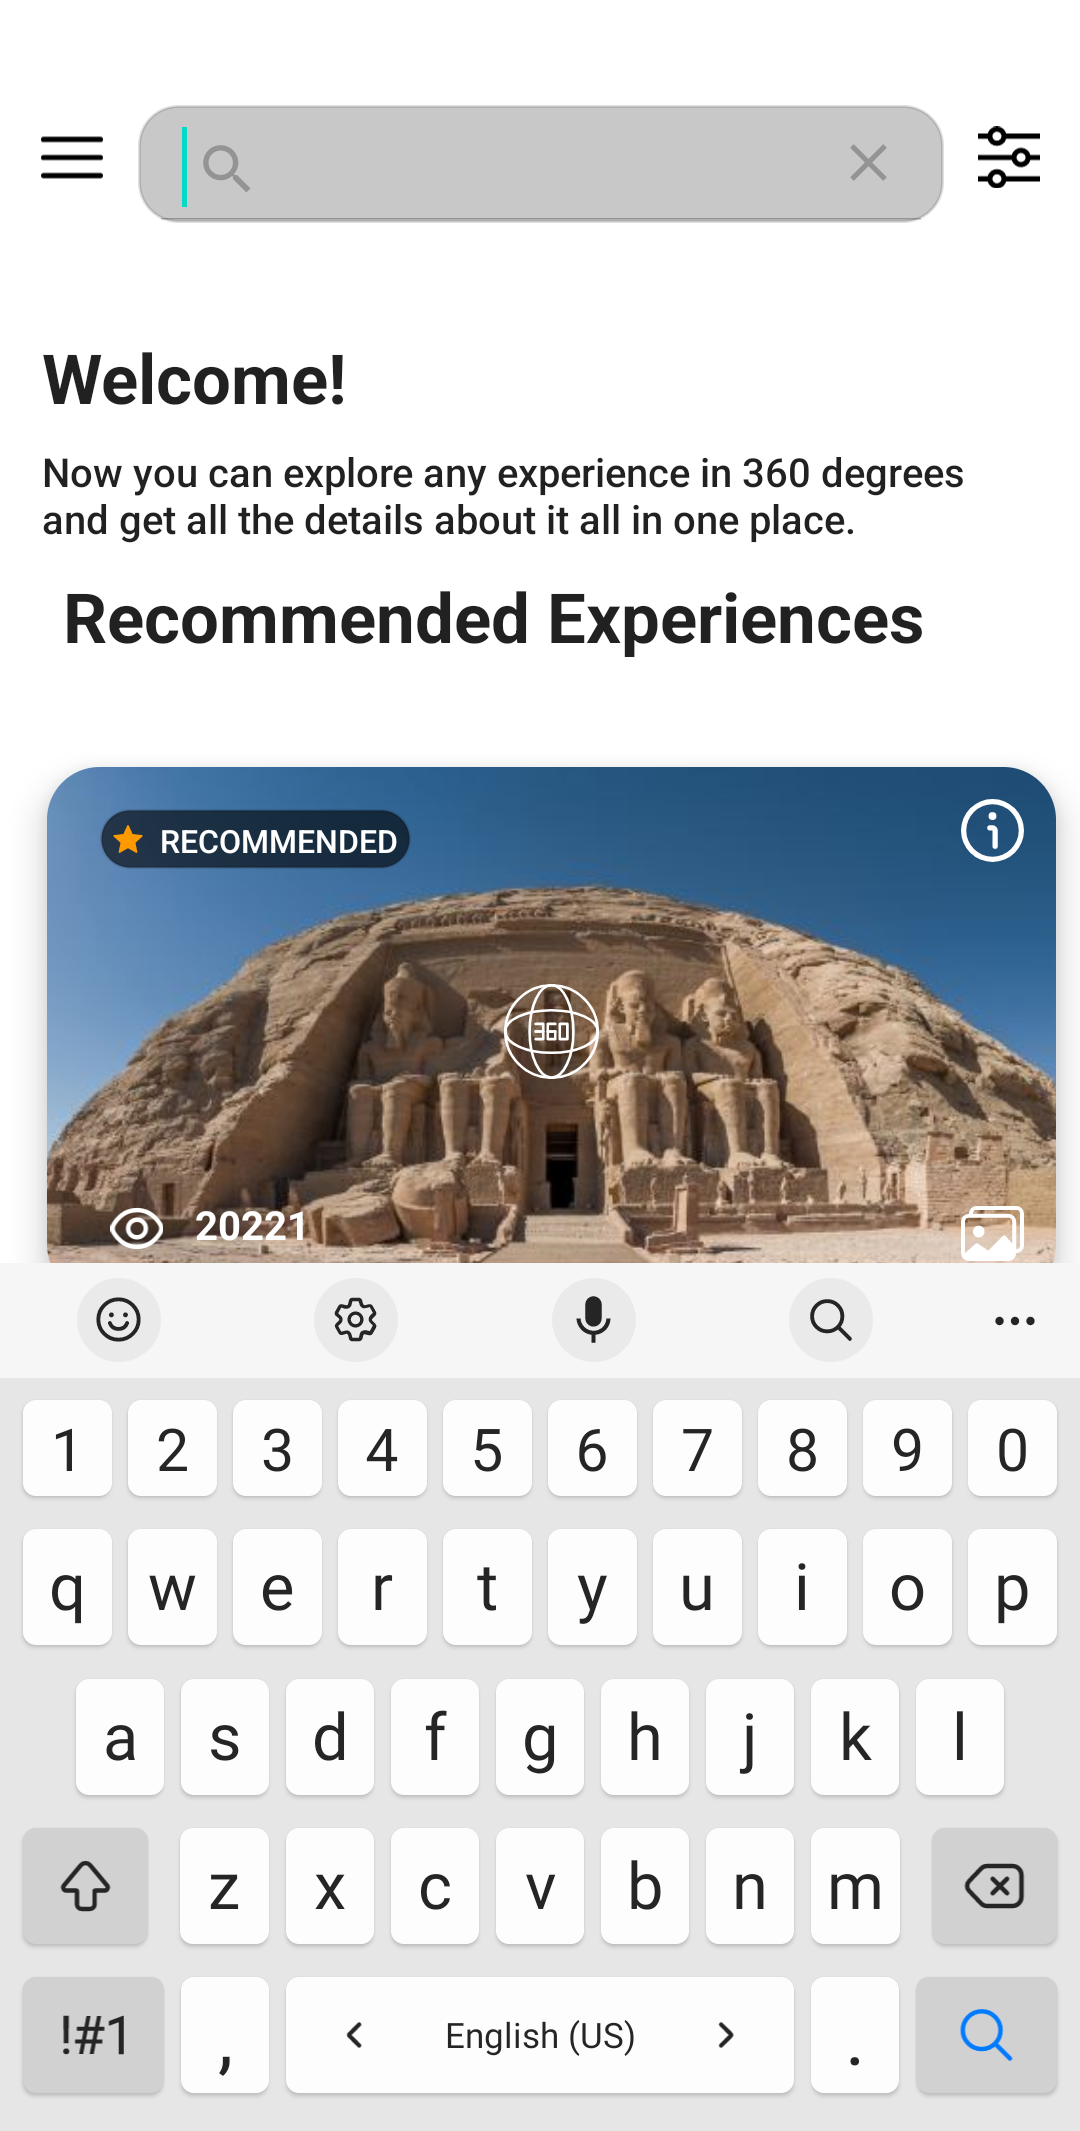 Welcome!
Now you can explore any experience in 360 degrees
and get all the details about it all in one place.
Recommended Experiences
RECOMMENDED
360
20221
1 2 3 4 5 6 7 8 9 0
q w e r t y u i o p
a s d f g h j k l
z x c v b n m
!#1 , English (US) .